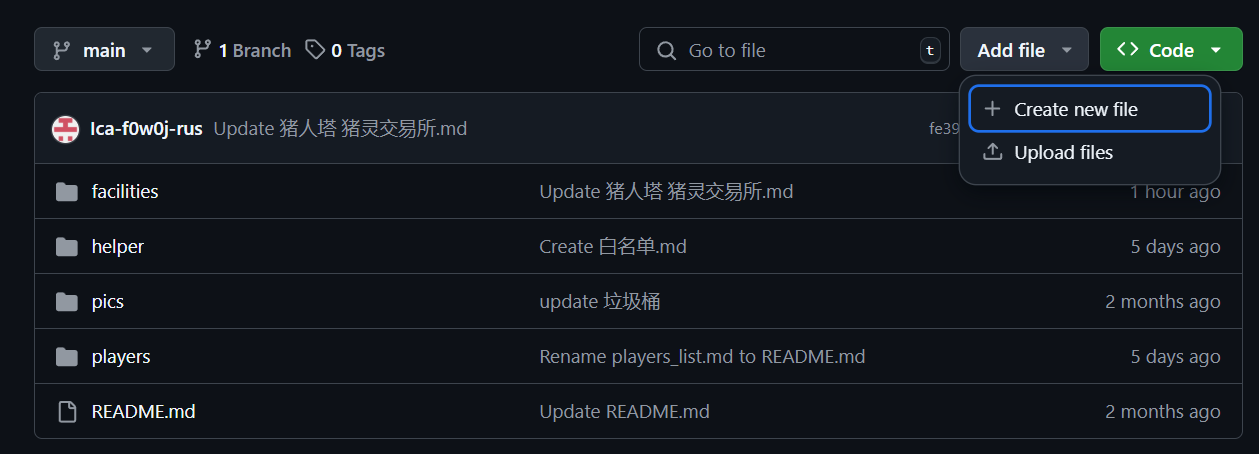 main 1 Branch 0 Tags Go to file t Add file Code
Create new file
Ica-f0w0j-rus Update 猪人塔 猪灵交易所.md fe39
Upload files
facilities Update 猪人塔 猪灵交易所.md 1 hour ago
helper Create 白名单.md 5 days ago
pics update 垃圾桶 2 months ago
players Rename players_list.md to README.md 5 days ago
README.md Update README.md 2 months ago